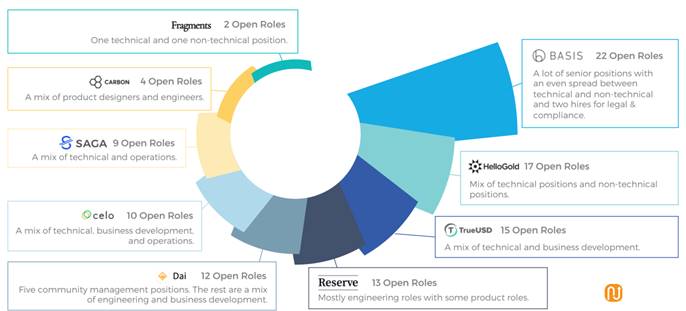 Fragments 2 Open Roles
One technical and one non-technical position.
CARBON 4 Open Roles
A mix of product designers and engineers.
SAGA 9 Open Roles
A mix of technical and operations.
celo 10 Open Roles
A mix of technical, business development,
and operations.
Dai 12 Open Roles
Five community management positions. The rest are a mix
of engineering and business development.
Reserve 13 Open Roles
Mostly engineering roles with some product roles.
TrueUSD 15 Open Roles
A mix of technical and business development.
HelloGold 17 Open Roles
Mix of technical positions and non-technical
positions.
BASIS 22 Open Roles
A lot of senior positions with
an even spread between
technical and non-technical
and two hires for legal &
compliance.